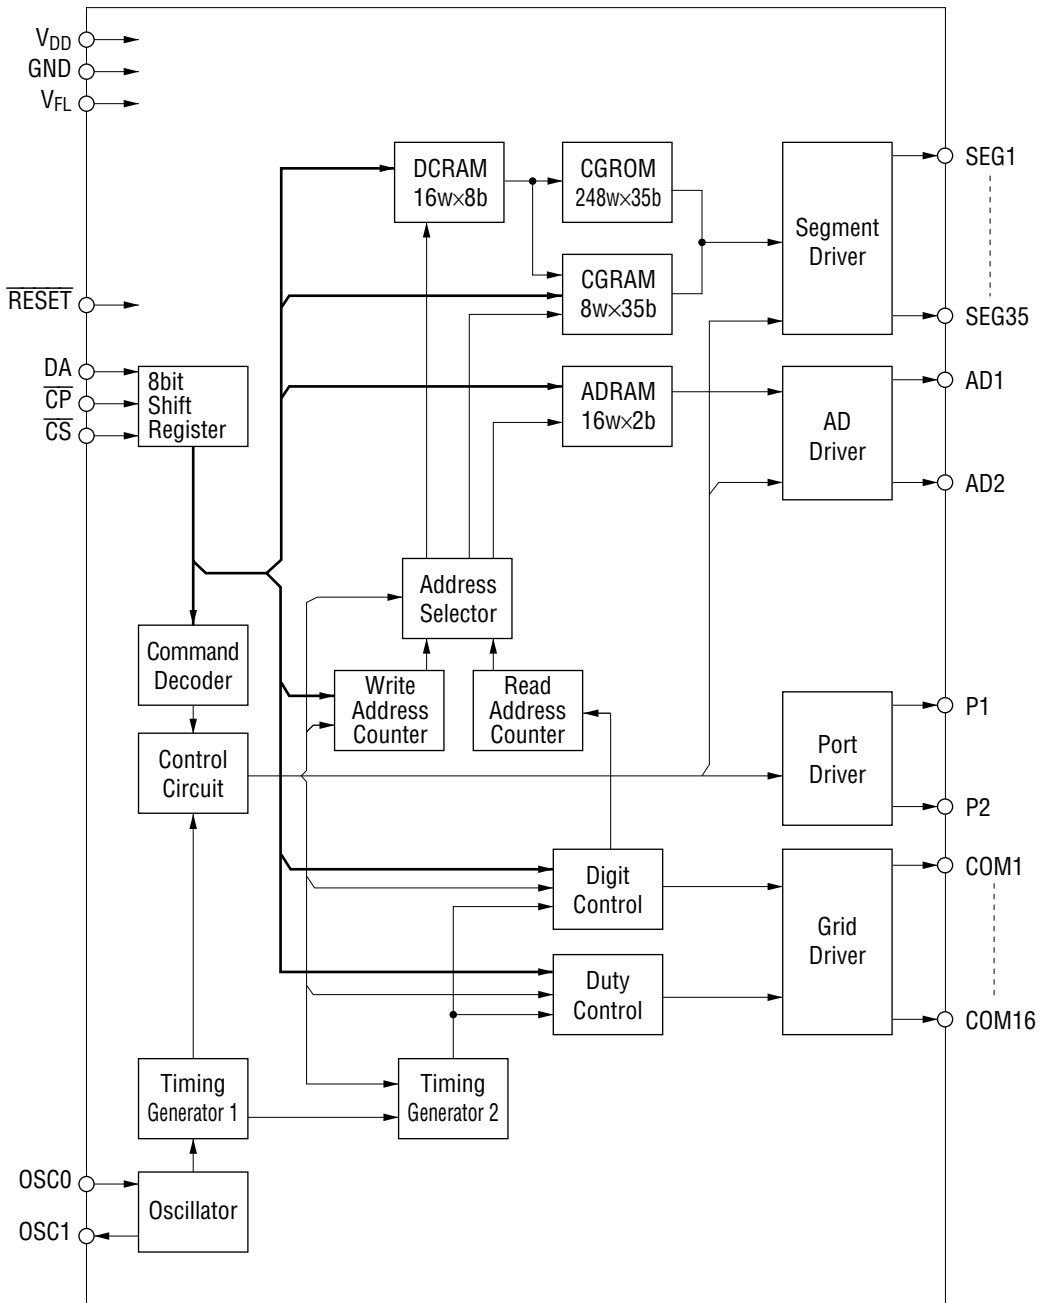 VDD
GND
VFL
RESET
DA
CP
CS
8bit
Shift
Register
DCRAM
16w×8b
CGROM
248w×35b
CGRAM
8w×35b
ADRAM
16w×2b
Segment
Driver
SEG1
SEG35
AD
Driver
AD1
AD2
Address
Selector
Command
Decoder
Write
Address
Counter
Read
Address
Counter
Control
Circuit
Port
Driver
P1
P2
Digit
Control
Duty
Control
Grid
Driver
COM1
COM16
Timing
Generator 1
Timing
Generator 2
OSC0
OSC1
Oscillator